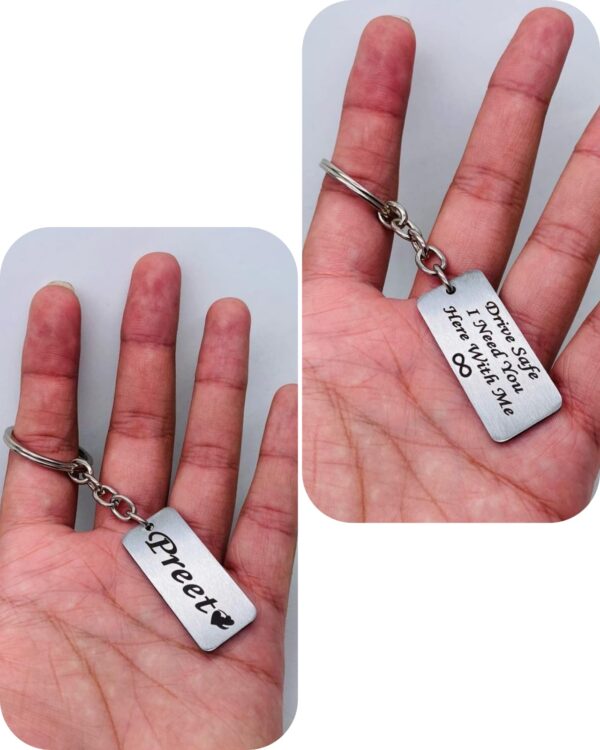 Preet
Drive Safe
I Need You
Here With Me
∞